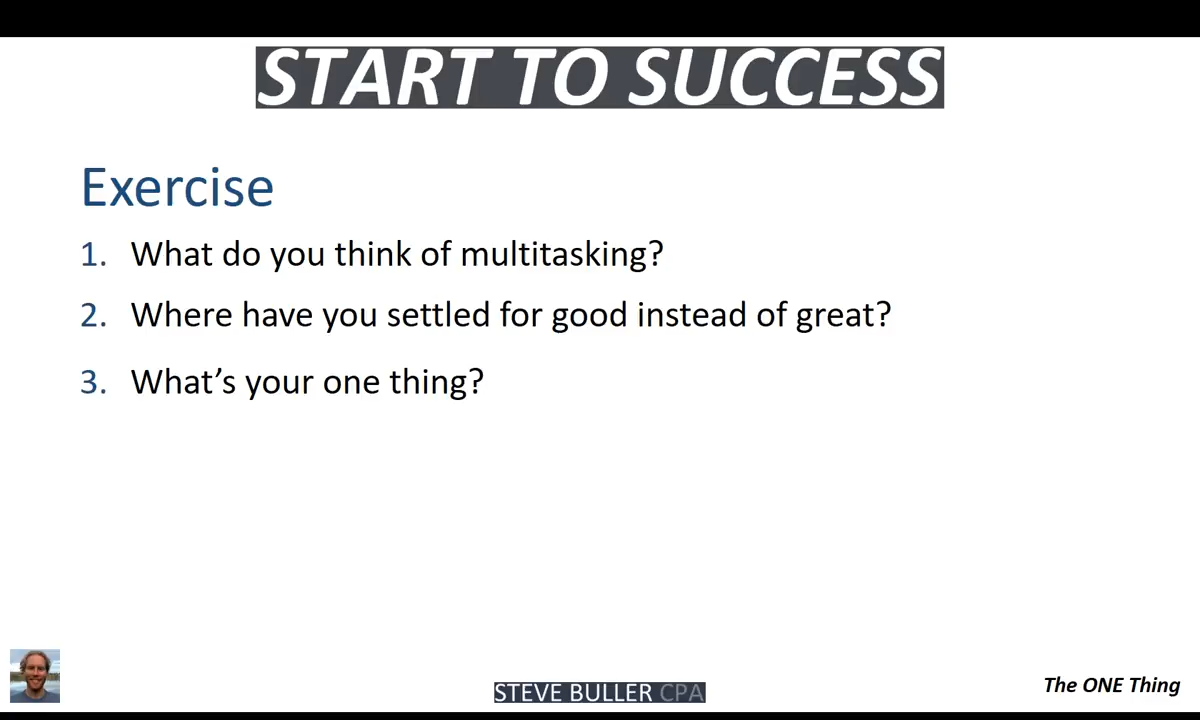 START TO SUCCESS
Exercise
1. What do you think of multitasking?
2. Where have you settled for good instead of great?
3. What’s your one thing?
STEVE BULLER CPA
The ONE Thing